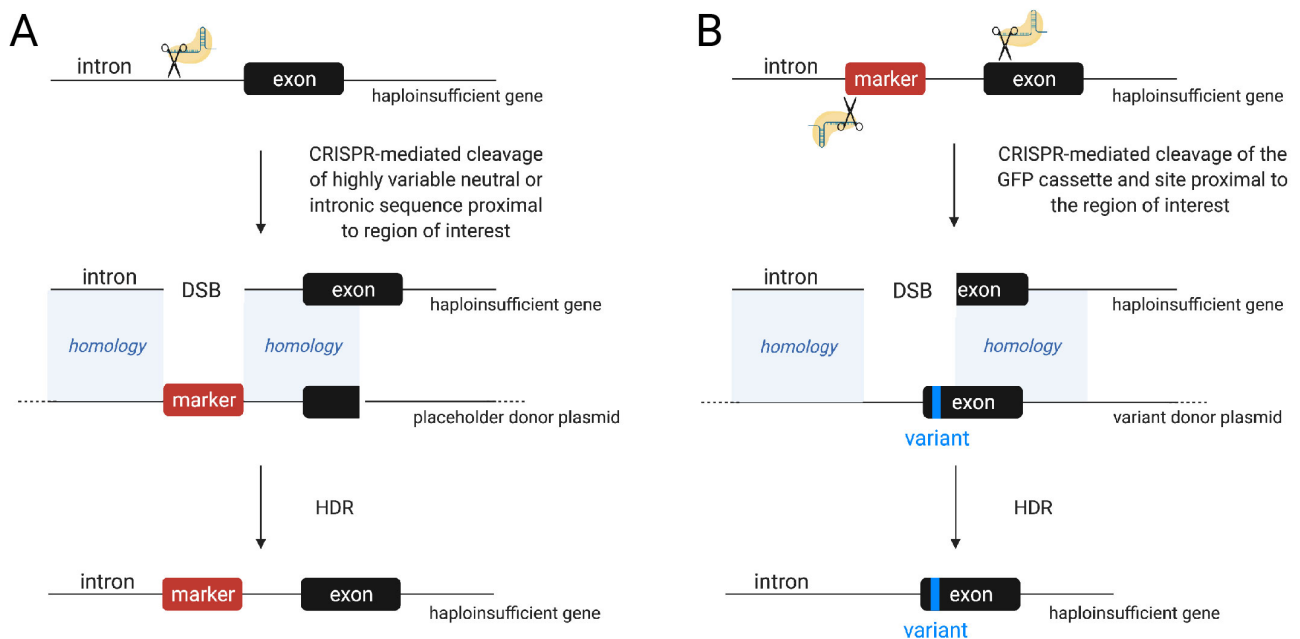 A
intron
exon
haploinsufficient gene
CRISPR-mediated cleavage
of highly variable neutral or
intronic sequence proximal
to region of interest
intron
DSB
exon
haploinsufficient gene
homology
homology
marker
placeholder donor plasmid
HDR
intron
marker
exon
haploinsufficient gene
B
intron
marker
exon
haploinsufficient gene
CRISPR-mediated cleavage of the
GFP cassette and site proximal to
the region of interest
intron
DSB
exon
haploinsufficient gene
homology
homology
exon
variant donor plasmid
variant
HDR
intron
exon
haploinsufficient gene
variant